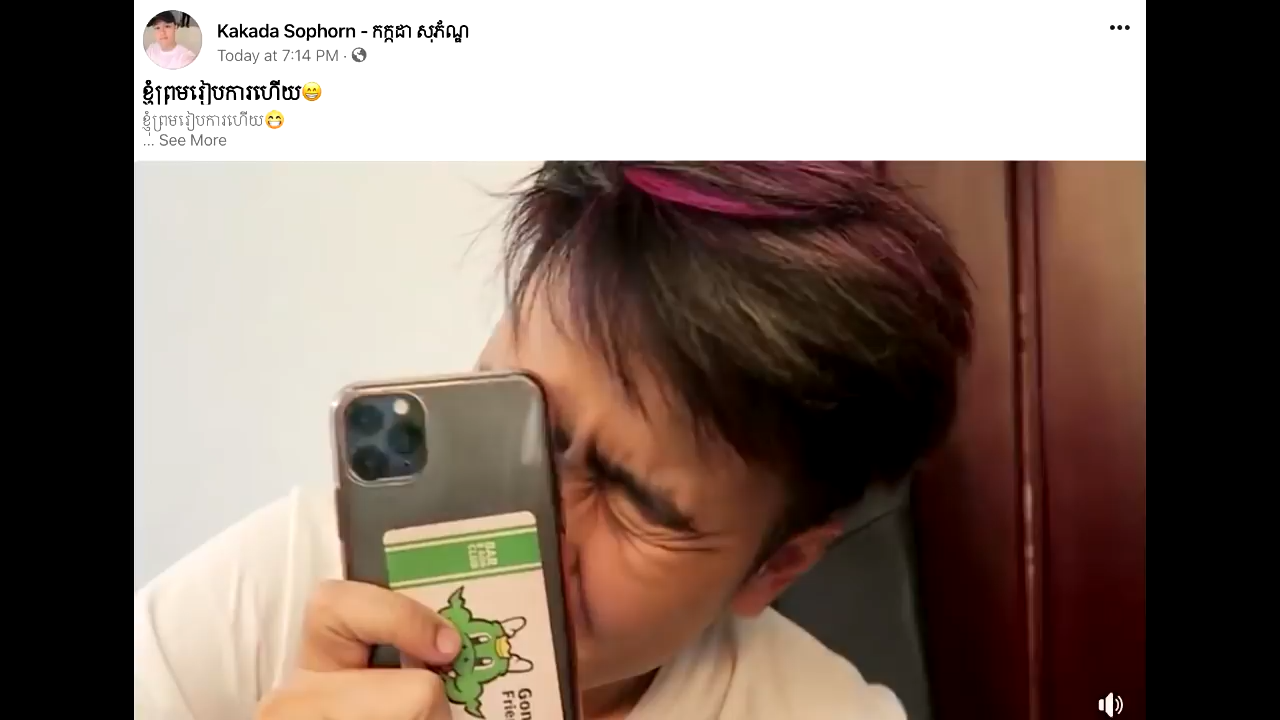 Kakada Sophorn - កក្កដា សុភ័ណ្ឌ
Today at 7:14 PM ·
ខ្ញុំព្រមរៀបការហើយ😁
ខ្ញុំព្រមរៀបការហើយ😁
... See More
BAR
CLUB
Gon
Frie